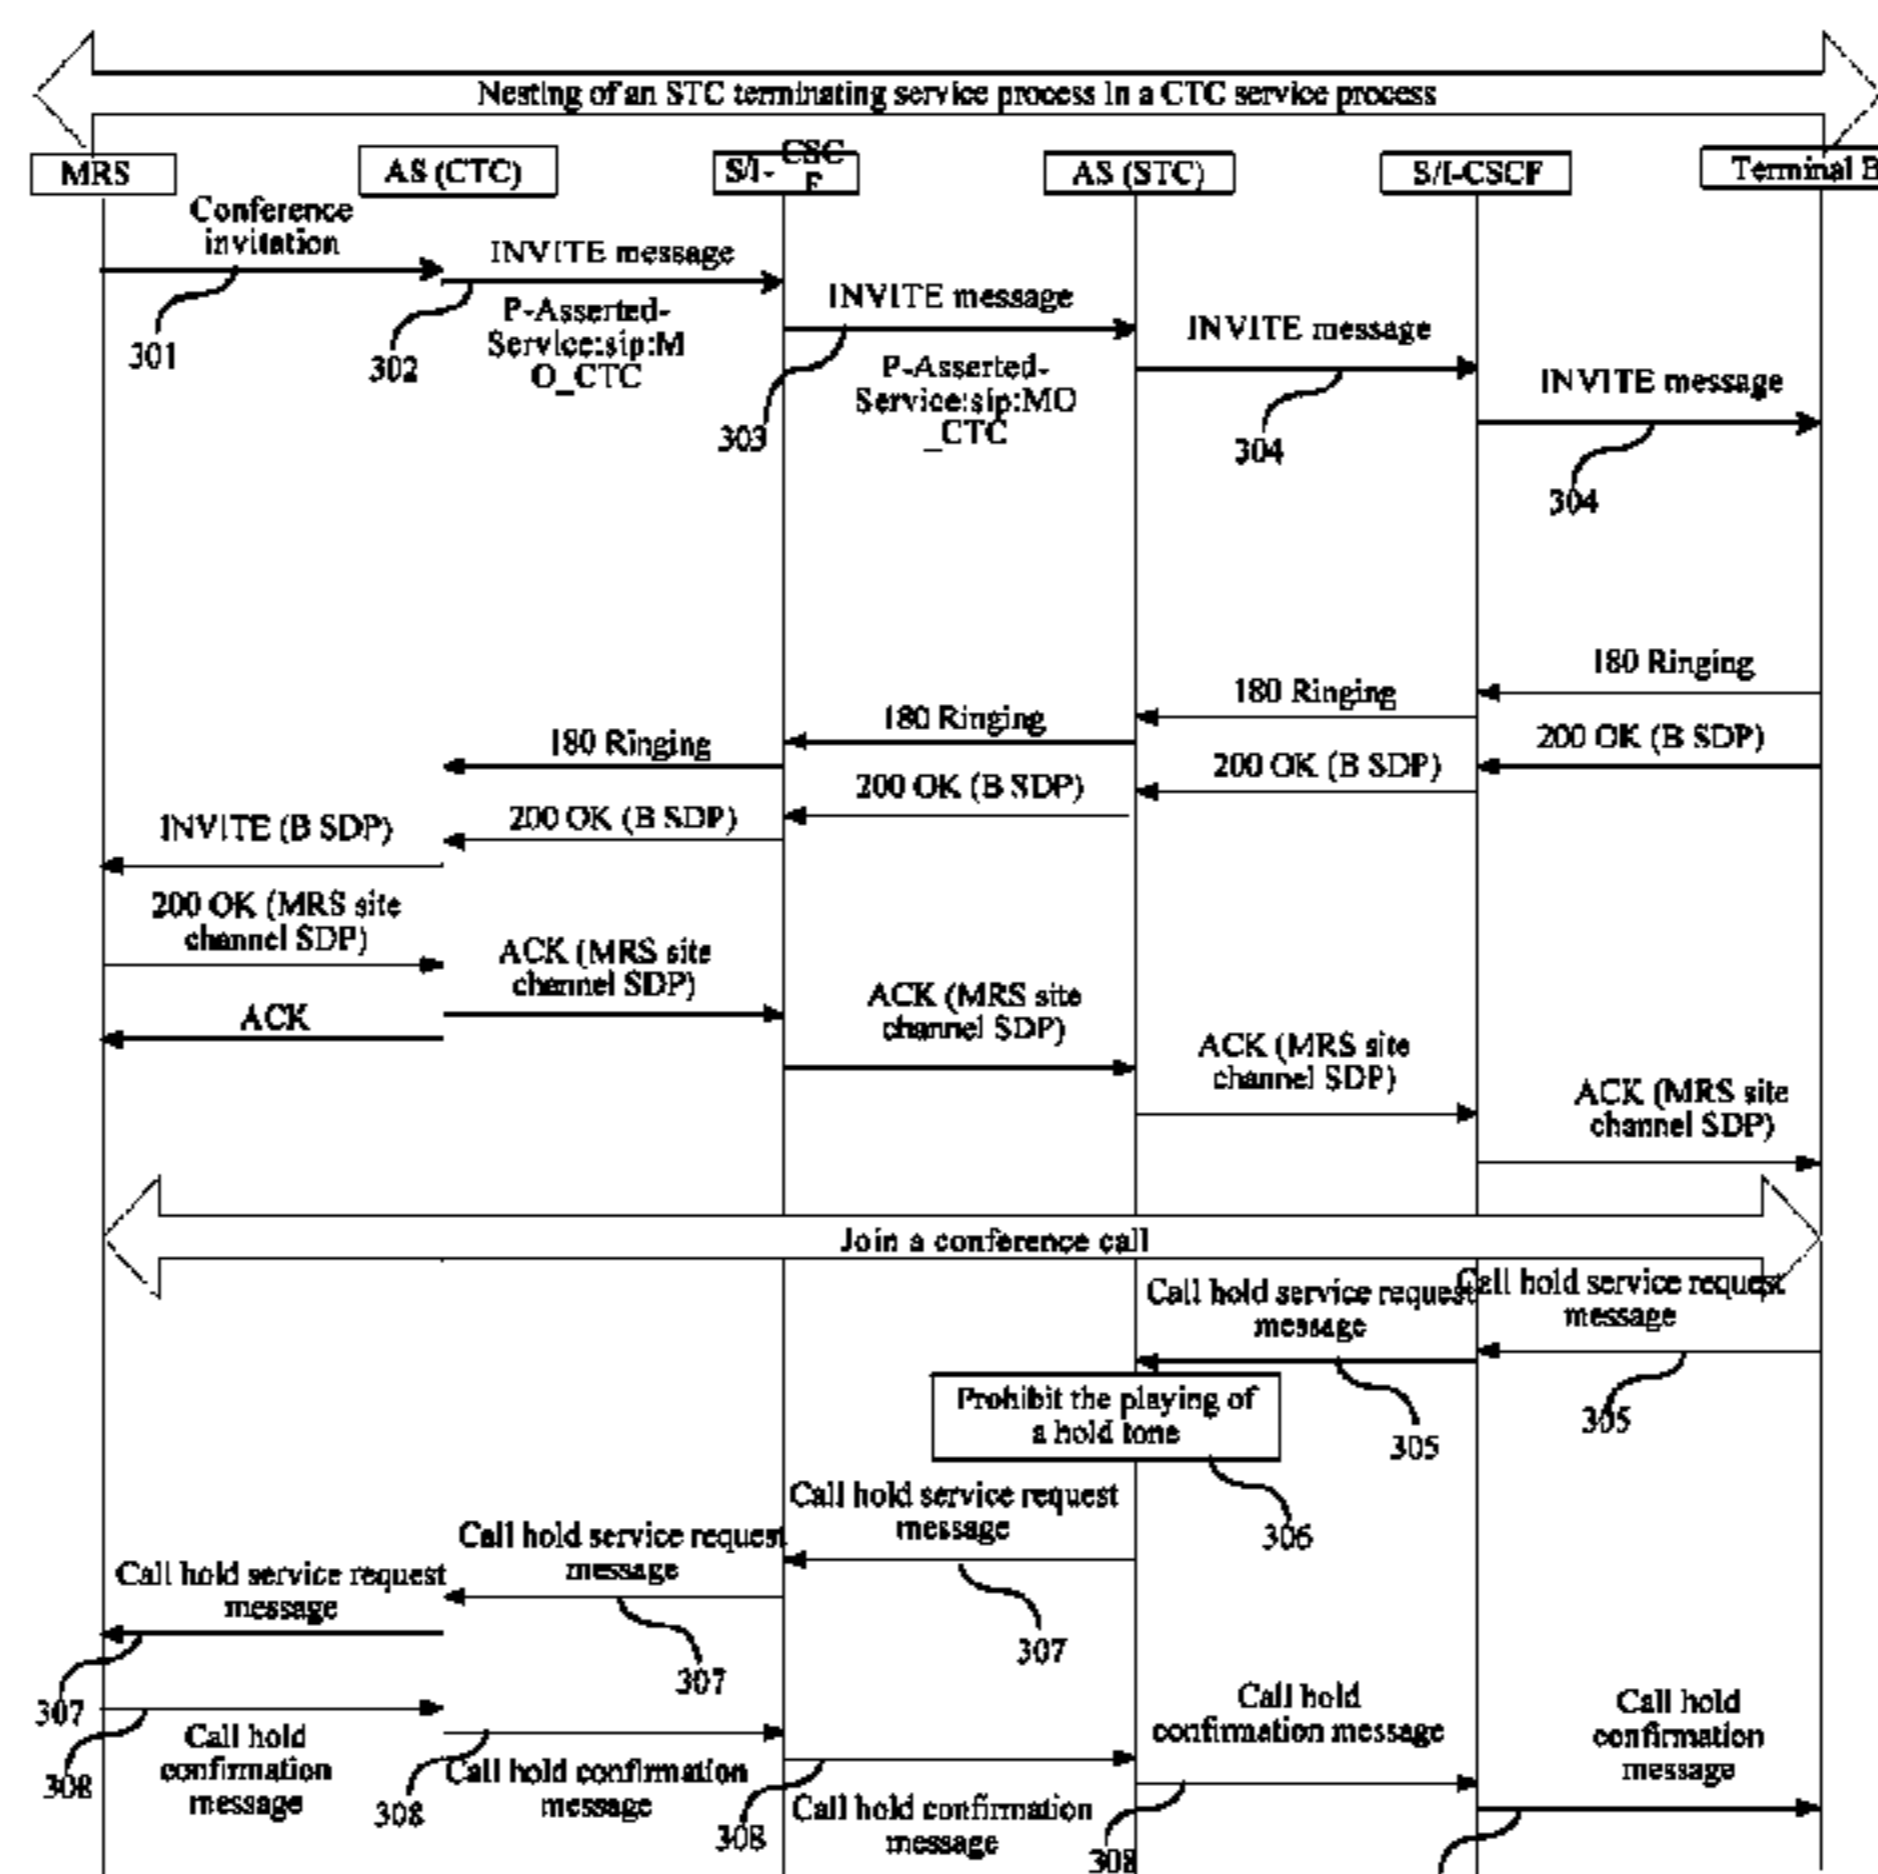 Nesting of an STC terminating service process in a CTC service process
MRS
AS (CTC)
S/I-
CSC
F
AS (STC)
S/I-CSCF
Terminal B
Conference
invitation
INVITE message
INVITE message
INVITE message
INVITE message
P-Asserted-
Service:sip:M
O_CTC
P-Asserted-
Service:sip:MO
_CTC
301
302
303
304
304
180 Ringing
180 Ringing
180 Ringing
180 Ringing
200 OK (B SDP)
200 OK (B SDP)
200 OK (B SDP)
200 OK (B SDP)
INVITE (B SDP)
200 OK (MRS site
channel SDP)
ACK (MRS site
channel SDP)
ACK
ACK (MRS site
channel SDP)
ACK (MRS site
channel SDP)
ACK (MRS site
channel SDP)
Join a conference call
Call hold service request
message
Call hold service request
message
305
305
Prohibit the playing of
a hold tone
306
Call hold service request
message
307
Call hold service request
message
307
Call hold service request
message
307
Call hold
confirmation
message
308
Call hold confirmation
message
308
Call hold confirmation
message
308
Call hold
confirmation message
308
Call hold
confirmation
message